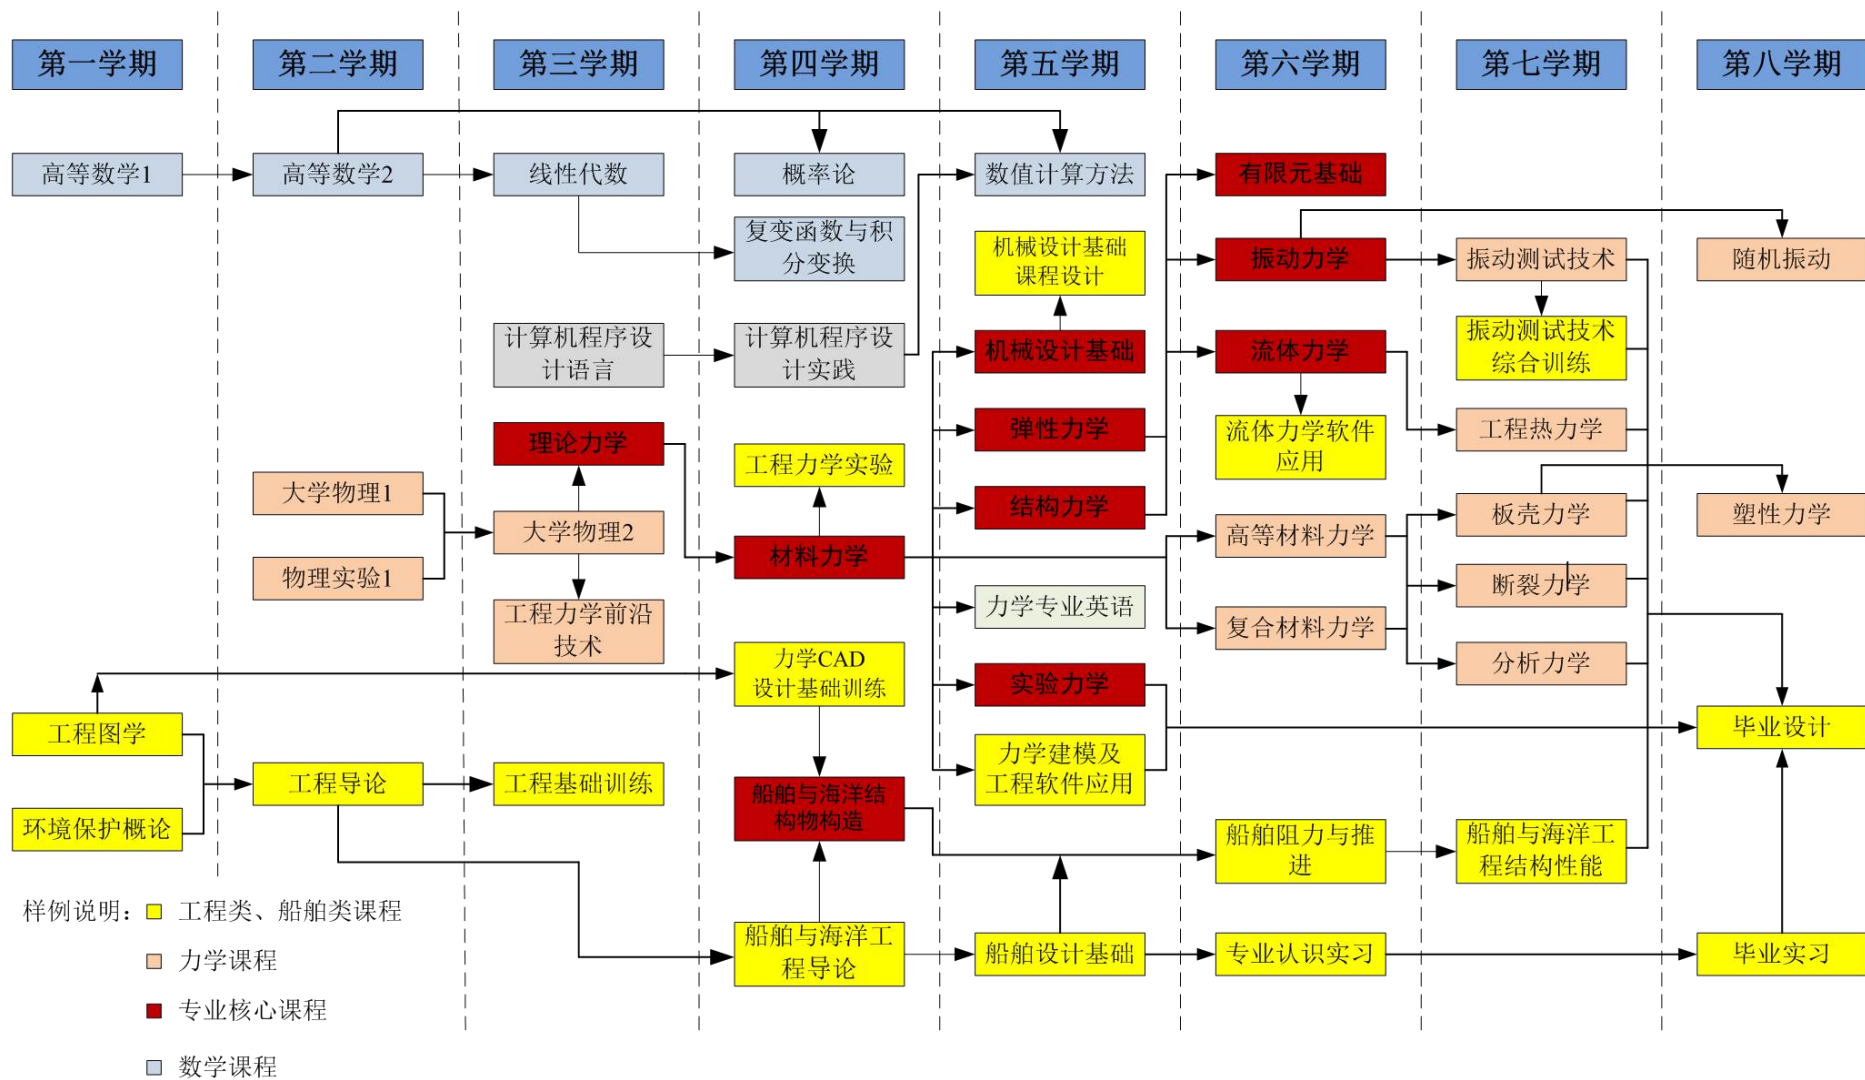 第一学期
第二学期
第三学期
第四学期
第五学期
第六学期
第七学期
第八学期
高等数学1
高等数学2
线性代数
概率论
数值计算方法
有限元基础
复变函数与积
分变换
机械设计基础
课程设计
振动力学
振动测试技术
随机振动
计算机程序设
计语言
计算机程序设
计实践
机械设计基础
流体力学
振动测试技术
综合训练
理论力学
工程力学实验
弹性力学
流体力学软件
应用
工程热力学
大学物理1
大学物理2
物理实验1
材料力学
结构力学
高等材料力学
板壳力学
塑性力学
工程力学前沿
技术
力学专业英语
复合材料力学
断裂力学
力学CAD
设计基础训练
实验力学
分析力学
工程图学
工程导论
工程基础训练
力学建模及
工程软件应用
毕业设计
环境保护概论
船舶与海洋结
构物构造
船舶阻力与推
进
船舶与海洋工
程结构性能
船舶与海洋工
程导论
船舶设计基础
专业认识实习
毕业实习
样例说明：
工程类、船舶类课程
力学课程
专业核心课程
数学课程